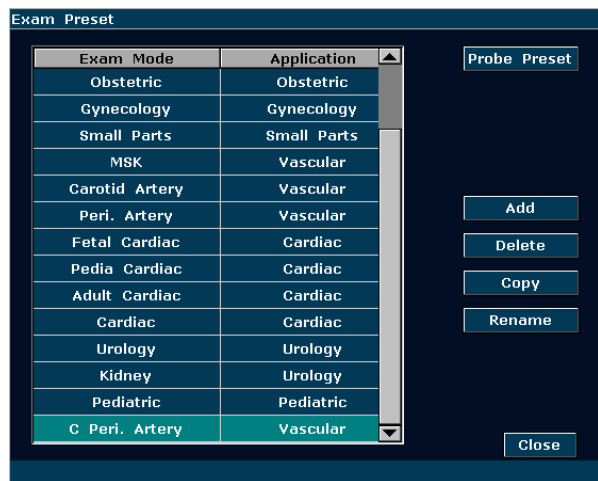 Exam Preset
Exam Mode Application Probe Preset
Obstetric Obstetric
Gynecology Gynecology
Small Parts Small Parts
MSK Vascular
Carotid Artery Vascular
Peri. Artery Vascular Add
Fetal Cardiac Cardiac Delete
Pedia Cardiac Cardiac
Adult Cardiac Cardiac Copy
Cardiac Cardiac Rename
Urology Urology
Kidney Urology
Pediatric Pediatric
C Peri. Artery Vascular
Close